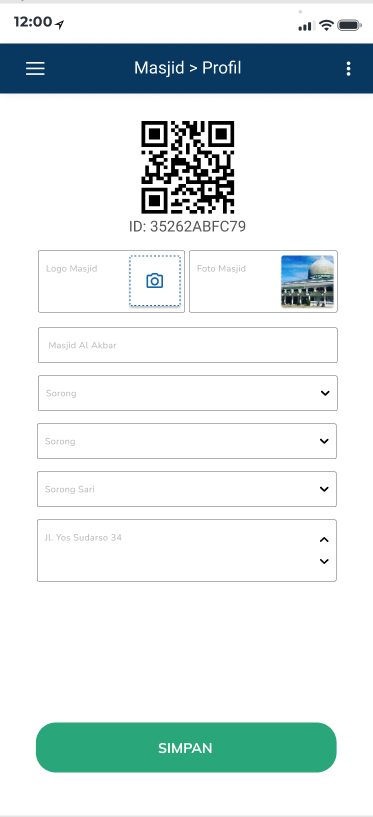 12:00
Masjid > Profil
ID: 35262ABFC79
Logo Masjid
Foto Masjid
Masjid Al Akbar
Sorong
Sorong
Sorong Sari
Jl. Yos Sudarso 34
SIMPAN